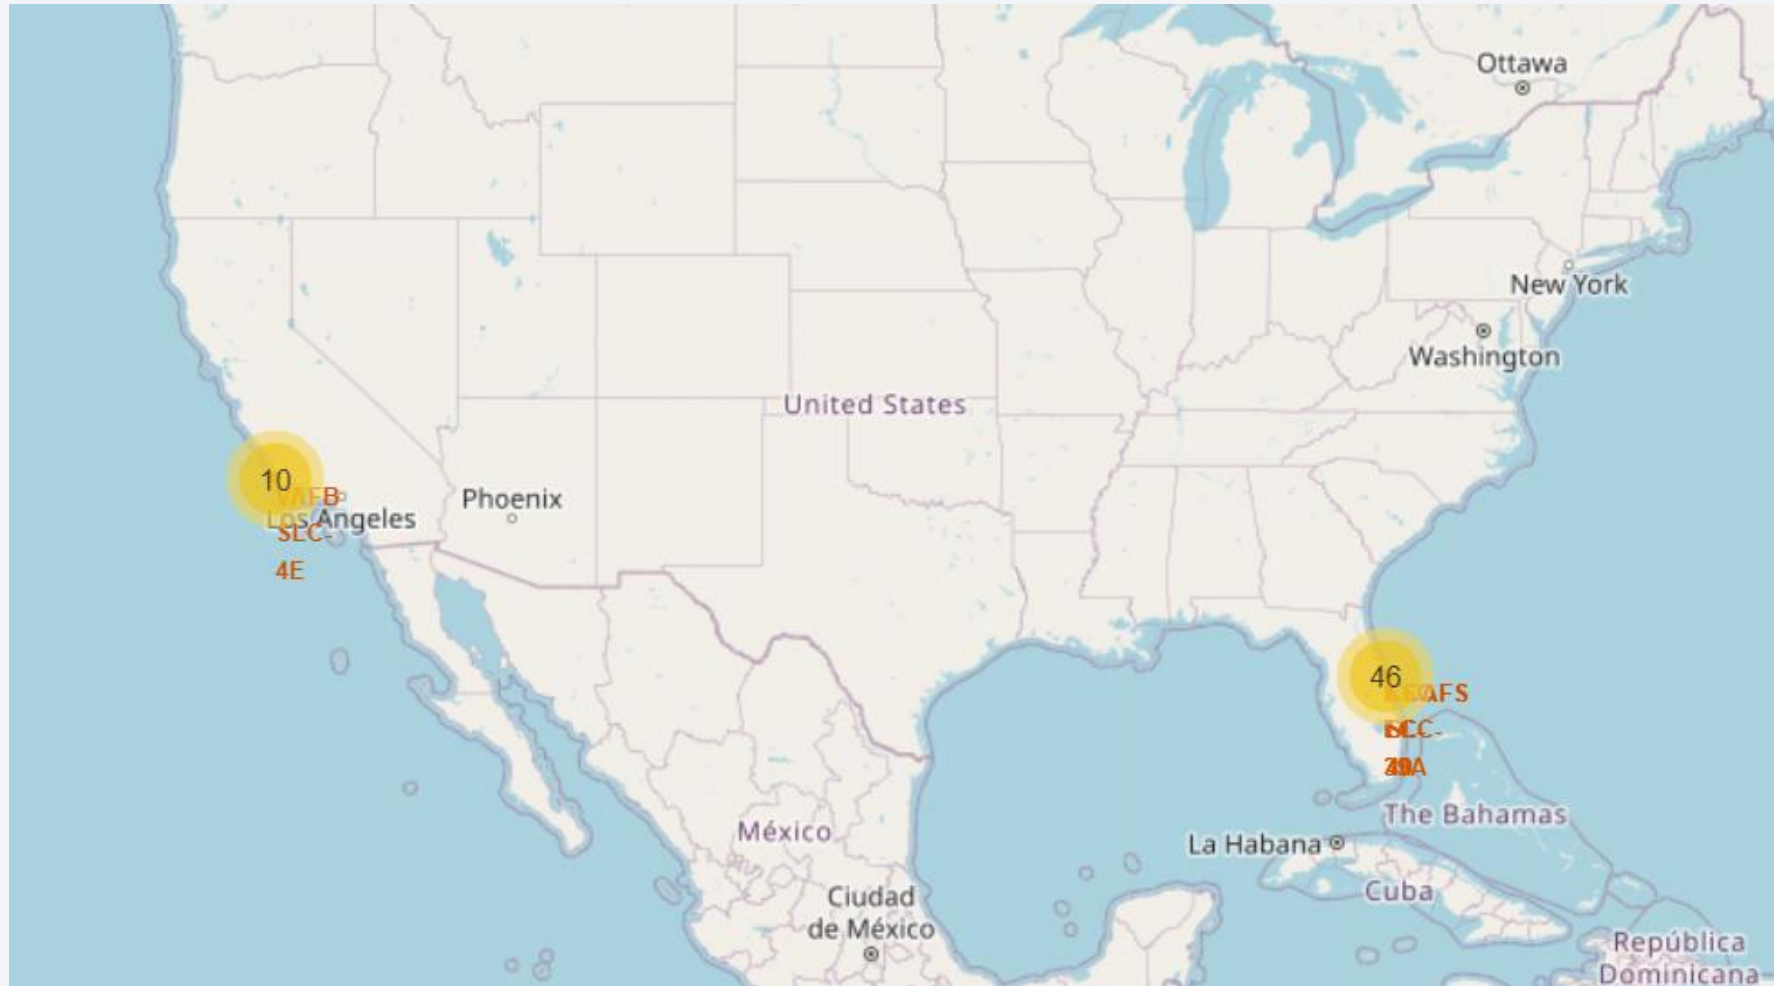 Ottawa
New York
Washington
United States
10
VAFB
Phoenix
Los Angeles
SLC-
4E
46
The Bahamas
México
La Habana
Cuba
Ciudad
de México
República
Dominicana